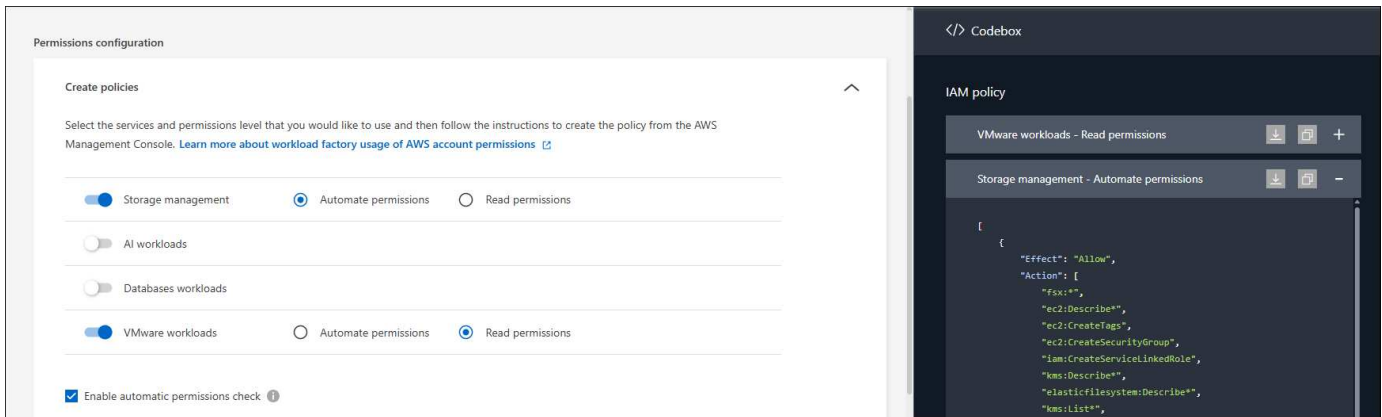 Permissions configuration
Create policies
Select the services and permissions level that you would like to use and then follow the instructions to create the policy from the AWS
Management Console. Learn more about workload factory usage of AWS account permissions
Storage management Automate permissions Read permissions
AI workloads
Databases workloads
VMware workloads Automate permissions Read permissions
Enable automatic permissions check
</> Codebox
IAM policy
VMware workloads - Read permissions
Storage management - Automate permissions
[
{
"Effect": "Allow",
"Action": [
"fsx:*",
"ec2:Describe*",
"ec2:CreateTags",
"ec2:CreateSecurityGroup",
"iam:CreateServiceLinkedRole",
"kms:Describe*",
"elasticfilesystem:Describe*",
"kms:List*",